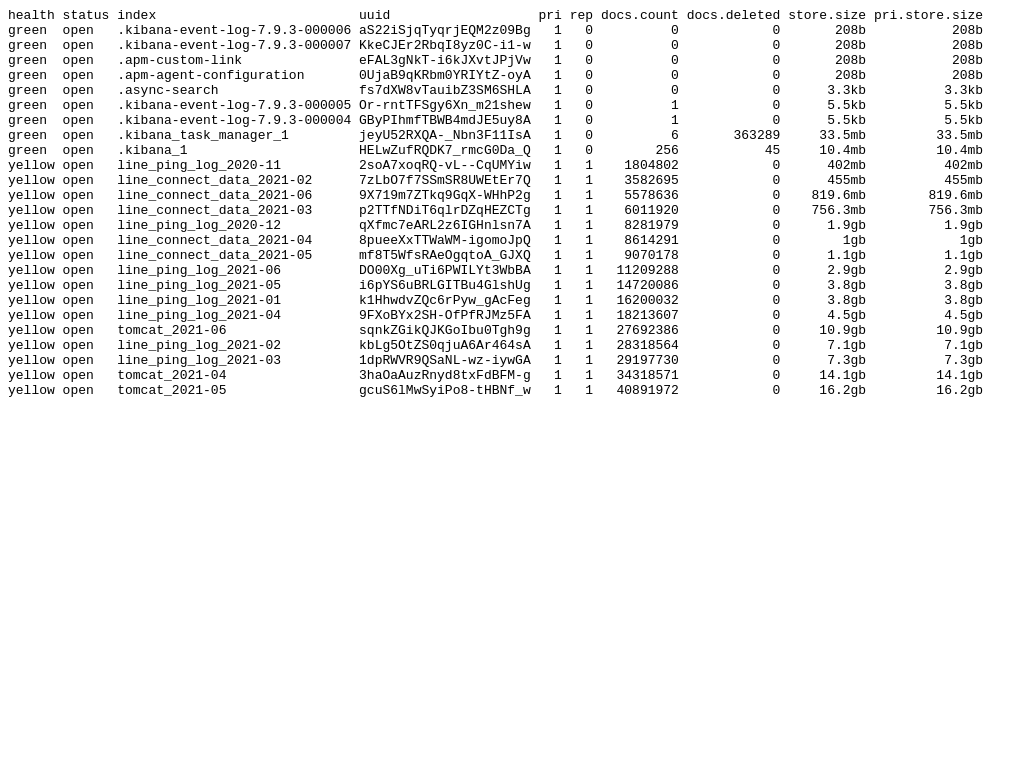 health status index                          uuid                   pri rep docs.count docs.deleted store.size pri.store.size
green  open   .kibana-event-log-7.9.3-000006 aS22iSjqTyqrjEQM2z09Bg   1   0          0            0       208b           208b
green  open   .kibana-event-log-7.9.3-000007 KkeCJEr2RbqI8yz0C-i1-w   1   0          0            0       208b           208b
green  open   .apm-custom-link               eFAL3gNkT-i6kJXvtJPjVw   1   0          0            0       208b           208b
green  open   .apm-agent-configuration       0UjaB9qKRbm0YRIYtZ-oyA   1   0          0            0       208b           208b
green  open   .async-search                  fs7dXW8vTauibZ3SM6SHLA   1   0          0            0      3.3kb          3.3kb
green  open   .kibana-event-log-7.9.3-000005 Or-rntTFSgy6Xn_m21shew   1   0          1            0      5.5kb          5.5kb
green  open   .kibana-event-log-7.9.3-000004 GByPIhmfTBWB4mdJE5uy8A   1   0          1            0      5.5kb          5.5kb
green  open   .kibana_task_manager_1         jeyU52RXQA-_Nbn3F11IsA   1   0          6       363289     33.5mb         33.5mb
green  open   .kibana_1                      HELwZufRQDK7_rmcG0Da_Q   1   0        256           45     10.4mb         10.4mb
yellow open   line_ping_log_2020-11          2soA7xoqRQ-vL--CqUMYiw   1   1    1804802            0      402mb          402mb
yellow open   line_connect_data_2021-02      7zLbO7f7SSmSR8UWEtEr7Q   1   1    3582695            0      455mb          455mb
yellow open   line_connect_data_2021-06      9X719m7ZTkq9GqX-WHhP2g   1   1    5578636            0    819.6mb        819.6mb
yellow open   line_connect_data_2021-03      p2TTfNDiT6qlrDZqHEZCTg   1   1    6011920            0    756.3mb        756.3mb
yellow open   line_ping_log_2020-12          qXfmc7eARL2z6IGHnlsn7A   1   1    8281979            0      1.9gb          1.9gb
yellow open   line_connect_data_2021-04      8pueeXxTTWaWM-igomoJpQ   1   1    8614291            0        1gb            1gb
yellow open   line_connect_data_2021-05      mf8T5WfsRAeOgqtoA_GJXQ   1   1    9070178            0      1.1gb          1.1gb
yellow open   line_ping_log_2021-06          DO00Xg_uTi6PWILYt3WbBA   1   1   11209288            0      2.9gb          2.9gb
yellow open   line_ping_log_2021-05          i6pYS6uBRLGITBu4GlshUg   1   1   14720086            0      3.8gb          3.8gb
yellow open   line_ping_log_2021-01          k1HhwdvZQc6rPyw_gAcFeg   1   1   16200032            0      3.8gb          3.8gb
yellow open   line_ping_log_2021-04          9FXoBYx2SH-OfPfRJMz5FA   1   1   18213607            0      4.5gb          4.5gb
yellow open   tomcat_2021-06                 sqnkZGikQJKGoIbu0Tgh9g   1   1   27692386            0     10.9gb         10.9gb
yellow open   line_ping_log_2021-02          kbLg5OtZS0qjuA6Ar464sA   1   1   28318564            0      7.1gb          7.1gb
yellow open   line_ping_log_2021-03          1dpRWVR9QSaNL-wz-iywGA   1   1   29197730            0      7.3gb          7.3gb
yellow open   tomcat_2021-04                 3haOaAuzRnyd8txFdBFM-g   1   1   34318571            0     14.1gb         14.1gb
yellow open   tomcat_2021-05                 gcuS6lMwSyiPo8-tHBNf_w   1   1   40891972            0     16.2gb         16.2gb